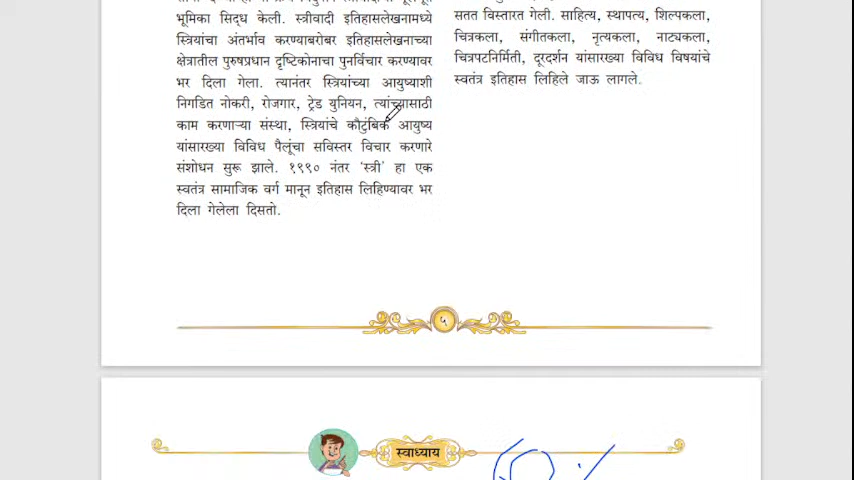 भूमिका सिद्ध केली. स्त्रीवादी इतिहासलेखनामध्ये
स्त्रियांचा अंतर्भाव करण्याबरोबर इतिहासलेखनाच्या
क्षेत्रातील पुरुषप्रधान दृष्टिकोनाचा पुनर्विचार करण्यावर
भर दिला गेला. त्यानंतर स्त्रियांच्या आयुष्याशी
निगडित नोकरी, रोजगार, ट्रेड युनियन, त्यांच्यासाठी
काम करणाऱ्या संस्था, स्त्रियांचे कौटुंबिक आयुष्य
यांसारख्या विविध पैलूंचा सविस्तर विचार करणारे
संशोधन सुरू झाले. १९९० नंतर ‘स्त्री’ हा एक
स्वतंत्र सामाजिक वर्ग मानून इतिहास लिहिण्यावर भर
दिला गेलेला दिसतो.
सतत विस्तारत गेली. साहित्य, स्थापत्य, शिल्पकला,
चित्रकला, संगीतकला, नृत्यकला, नाट्यकला,
चित्रपटनिर्मिती, दूरदर्शन यांसारख्या विविध विषयांचे
स्वतंत्र इतिहास लिहिले जाऊ लागले.
५
स्वाध्याय